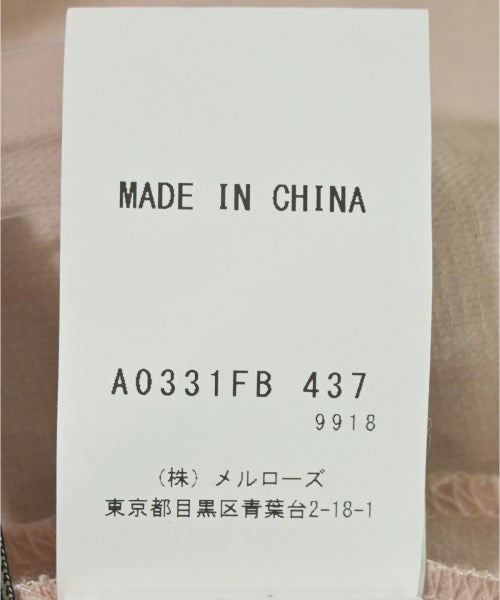 MADE IN CHINA
A0331FB 437
9918
(株) メルローズ
東京都目黒区青葉台2-18-1